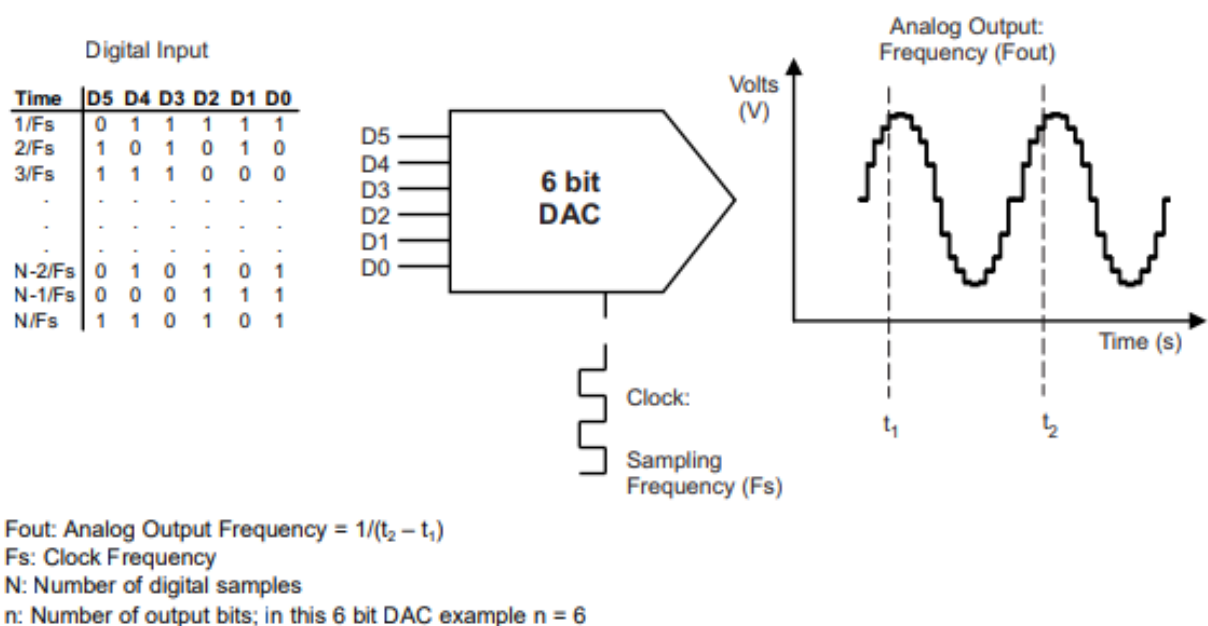 Digital Input
Time D5 D4 D3 D2 D1 D0
1/Fs 0 1 1 1 1 1
2/Fs 1 0 1 0 1 0
3/Fs 1 1 1 0 0 0
. . . . . . .
. . . . . . .
. . . . . . .
N-2/Fs 0 1 0 1 0 1
N-1/Fs 0 0 0 1 1 1
N/Fs 1 1 0 1 0 1
D5
D4
D3
D2
D1
D0
6 bit
DAC
Clock:
Sampling
Frequency (Fs)
Analog Output:
Frequency (Fout)
Volts
(V)
Time (s)
t₁
t₂
Fout: Analog Output Frequency = 1/(t₂ – t₁)
Fs: Clock Frequency
N: Number of digital samples
n: Number of output bits; in this 6 bit DAC example n = 6